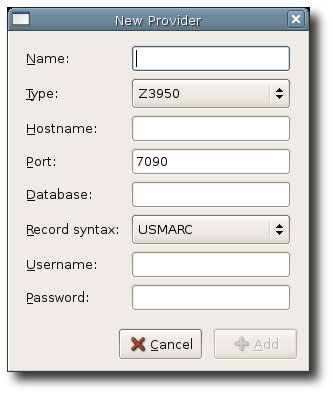 New Provider
Name:
Type: Z3950
Hostname:
Port: 7090
Database:
Record syntax: USMARC
Username:
Password:
Cancel Add